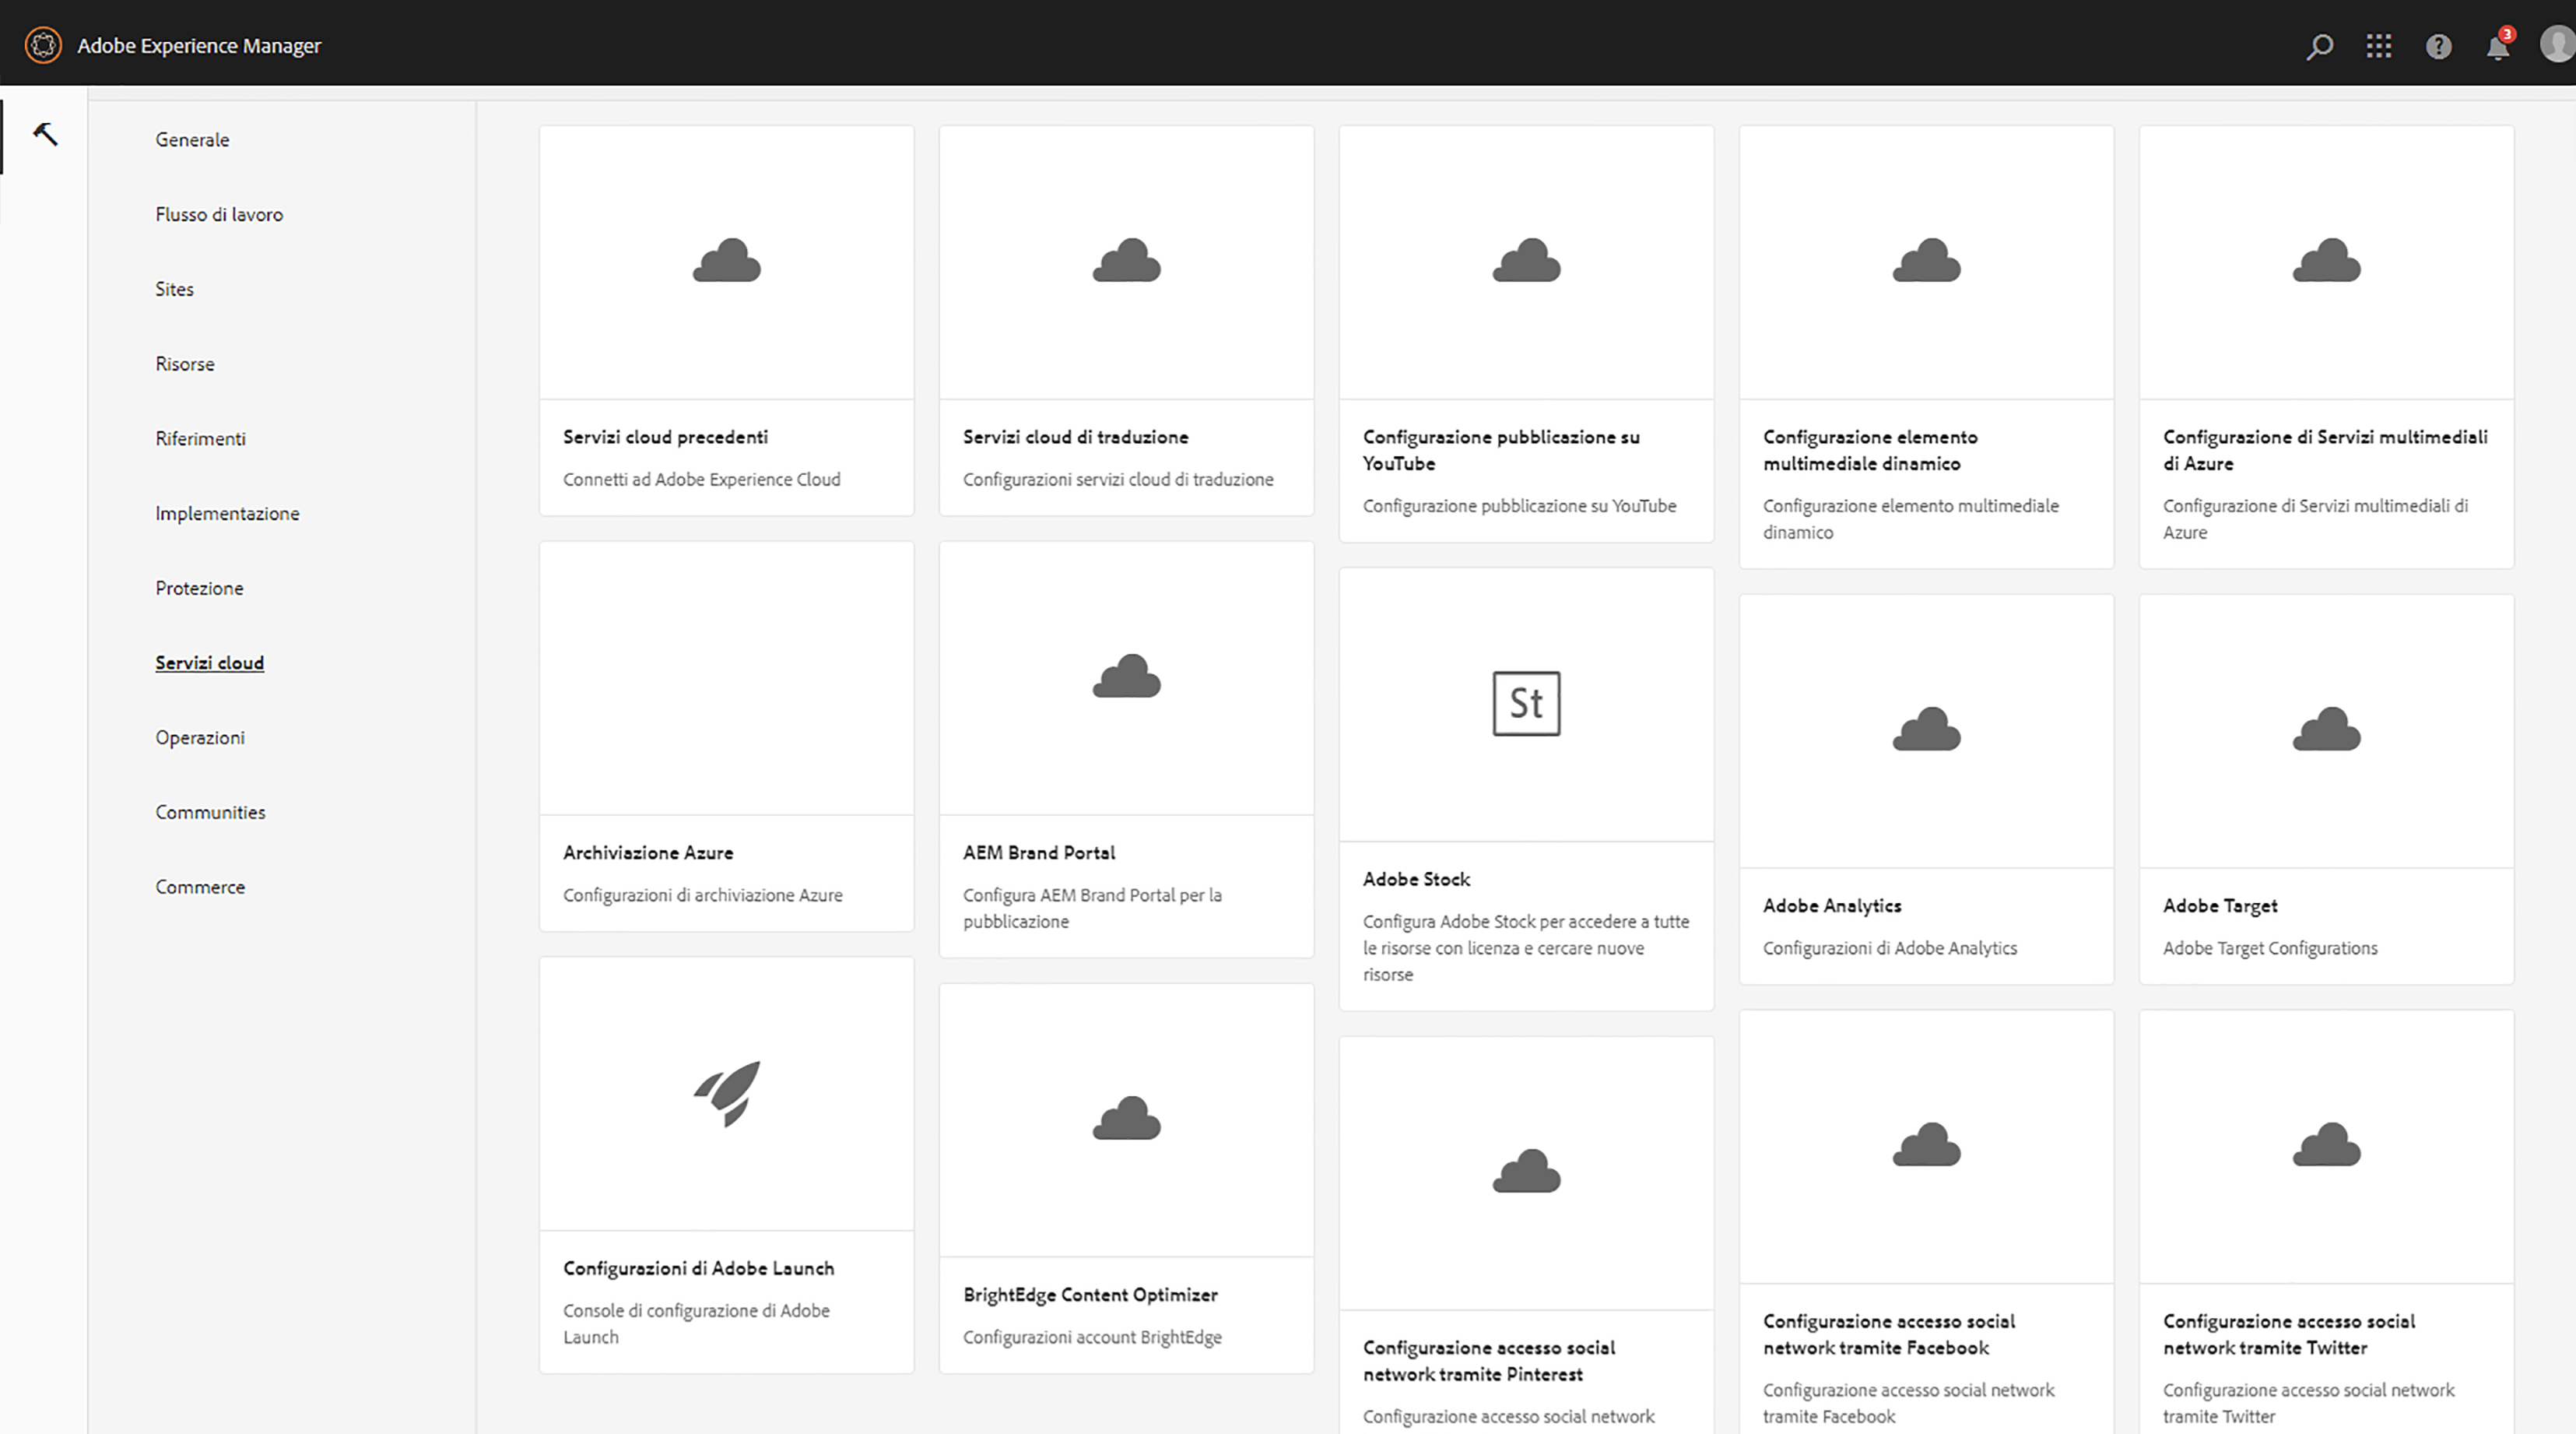 Adobe Experience Manager
3
Generale
Flusso di lavoro
Sites
Risorse
Riferimenti
Implementazione
Protezione
Servizi cloud
Operazioni
Communities
Commerce
Servizi cloud precedenti
Connetti ad Adobe Experience Cloud
Servizi cloud di traduzione
Configurazioni servizi cloud di traduzione
Configurazione pubblicazione su
YouTube
Configurazione pubblicazione su YouTube
Configurazione elemento
multimediale dinamico
Configurazione elemento multimediale
dinamico
Configurazione di Servizi multimediali
di Azure
Configurazione di Servizi multimediali di
Azure
Archiviazione Azure
Configurazioni di archiviazione Azure
AEM Brand Portal
Configura AEM Brand Portal per la
pubblicazione
St
Adobe Stock
Configura Adobe Stock per accedere a tutte
le risorse con licenza e cercare nuove
risorse
Adobe Analytics
Configurazioni di Adobe Analytics
Adobe Target
Adobe Target Configurations
Configurazioni di Adobe Launch
Console di configurazione di Adobe
Launch
BrightEdge Content Optimizer
Configurazioni account BrightEdge
Configurazione accesso social
network tramite Pinterest
Configurazione accesso social network
Configurazione accesso social
network tramite Facebook
Configurazione accesso social network
tramite Facebook
Configurazione accesso social
network tramite Twitter
Configurazione accesso social network
tramite Twitter